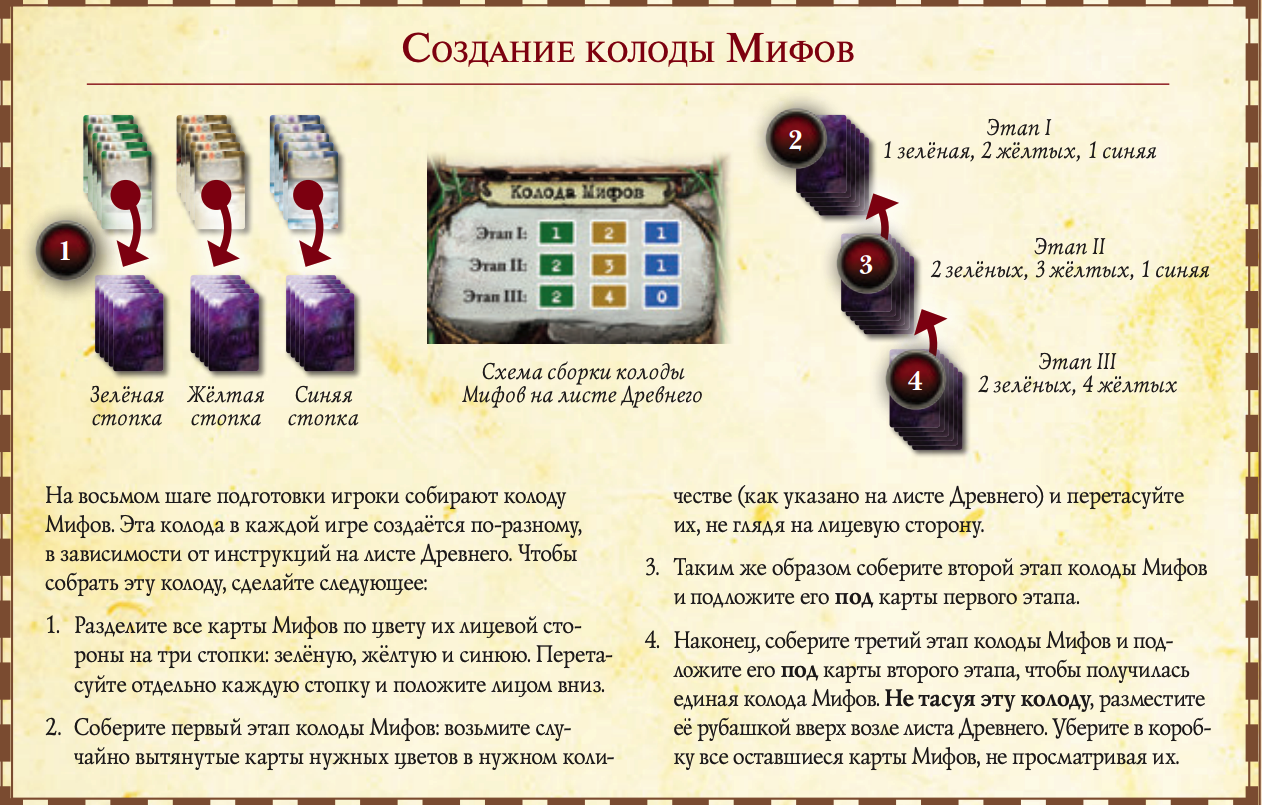 Создание колоды Мифов
1
Зелёная
стопка
Жёлтая
стопка
Синяя
стопка
Колода Мифов
Этап I: 1 2 1
Этап II: 2 3 1
Этап III: 2 4 0
Схема сборки колоды
Мифов на листе Древнего
2
Этап I
1 зелёная, 2 жёлтых, 1 синяя
3
Этап II
2 зелёных, 3 жёлтых, 1 синяя
4
Этап III
2 зелёных, 4 жёлтых
На восьмом шаге подготовки игроки собирают колоду
Мифов. Эта колода в каждой игре создаётся по-разному,
в зависимости от инструкций на листе Древнего. Чтобы
собрать эту колоду, сделайте следующее:
1. Разделите все карты Мифов по цвету их лицевой сто-
роны на три стопки: зелёную, жёлтую и синюю. Перета-
суйте отдельно каждую стопку и положите лицом вниз.
2. Соберите первый этап колоды Мифов: возьмите слу-
чайно вытянутые карты нужных цветов в нужном коли-
честве (как указано на листе Древнего) и перетасуйте
их, не глядя на лицевую сторону.
3. Таким же образом соберите второй этап колоды Мифов
и подложите его под карты первого этапа.
4. Наконец, соберите третий этап колоды Мифов и под-
ложите его под карты второго этапа, чтобы получилась
единая колода Мифов. Не тасуя эту колоду, разместите
её рубашкой вверх возле листа Древнего. Уберите в короб-
ку все оставшиеся карты Мифов, не просматривая их.